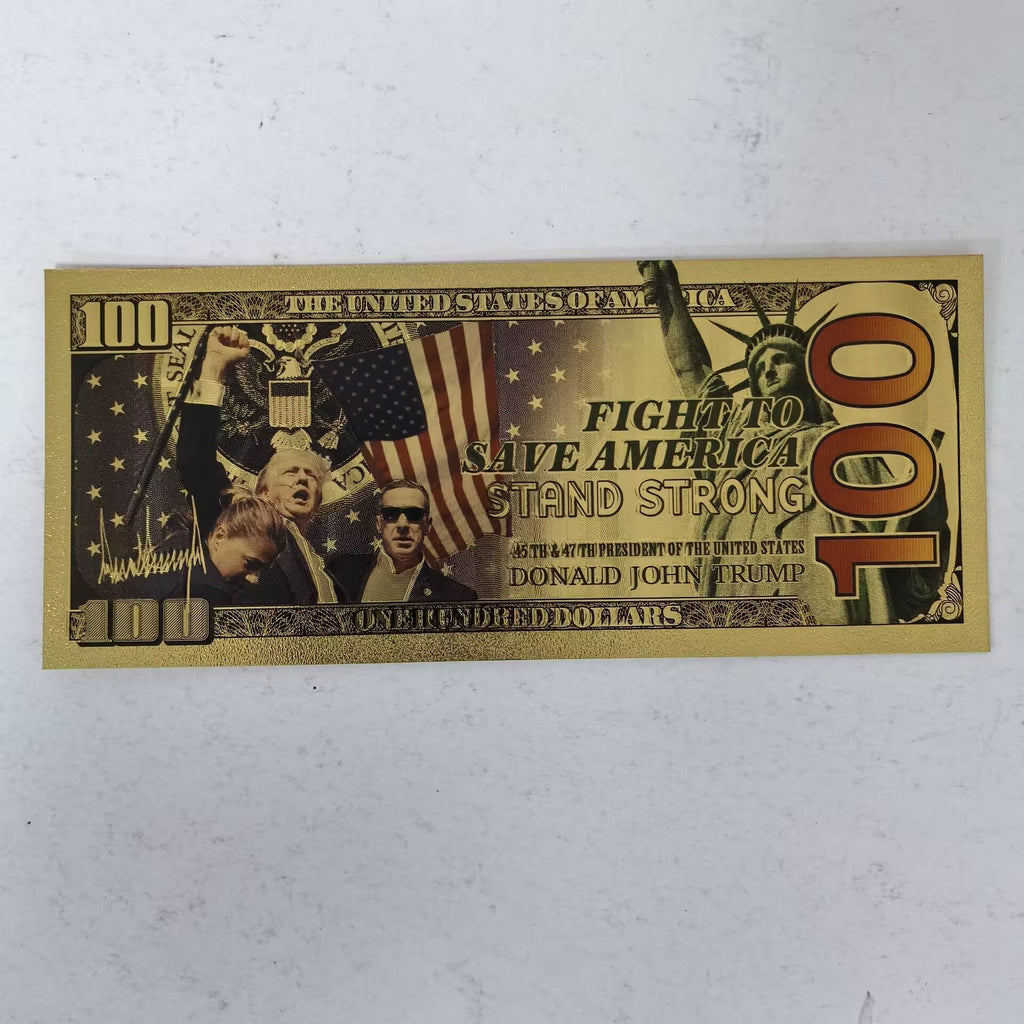 THE UNITED STATES OF AMERICA
100
SEAL
FIGHT TO
SAVE AMERICA
STAND STRONG
45TH & 47TH PRESIDENT OF THE UNITED STATES
DONALD JOHN TRUMP
100
ONE HUNDRED DOLLARS
100